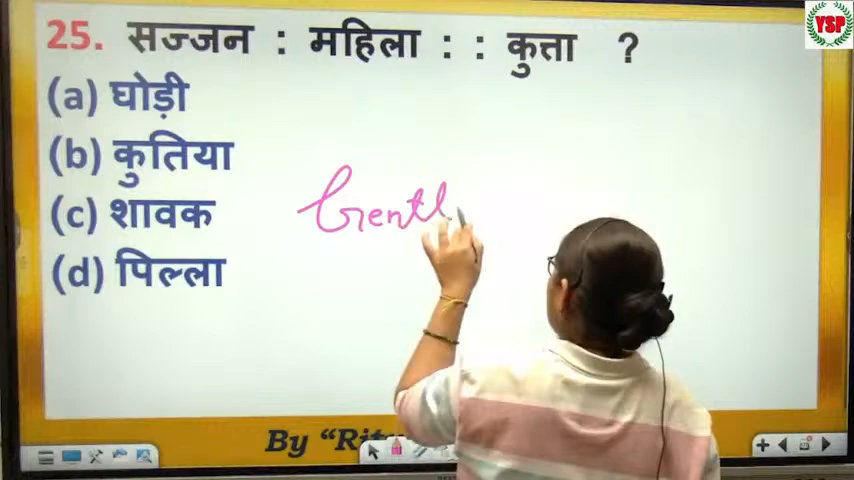 YSP
25. सज्जन : महिला : : कुत्ता ?
(a) घोड़ी
(b) कुतिया
(c) शावक
(d) पिल्ला
Gentl
By “Rit